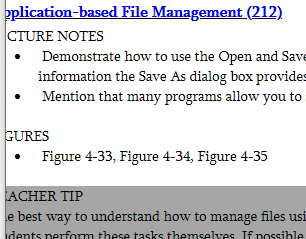 pplication-based File Management (212)
CTURE NOTES
• Demonstrate how to use the Open and Save
information the Save As dialog box provides
• Mention that many programs allow you to
GURES
• Figure 4-33, Figure 4-34, Figure 4-35
EACHER TIP
e best way to understand how to manage files usi
udents perform these tasks themselves. If possible